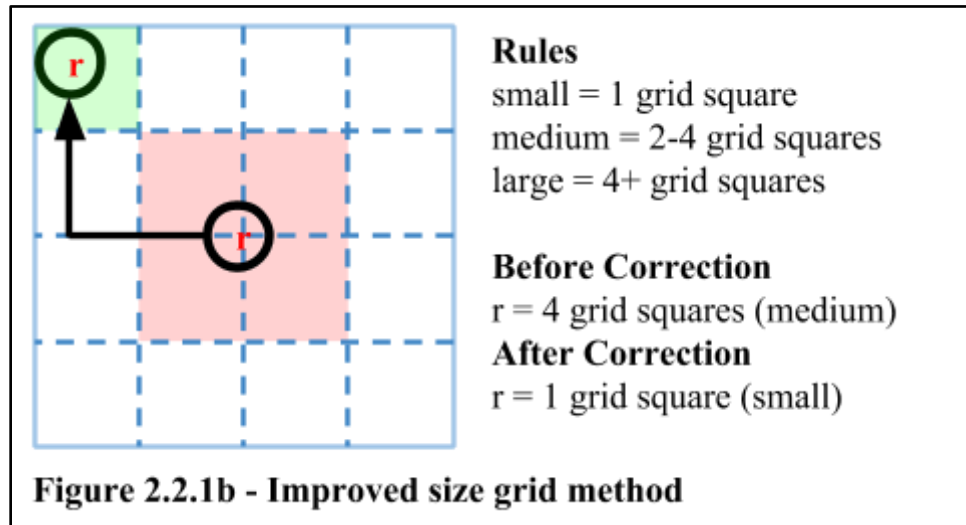 r
r
Rules
small = 1 grid square
medium = 2-4 grid squares
large = 4+ grid squares
Before Correction
r = 4 grid squares (medium)
After Correction
r = 1 grid square (small)
Figure 2.2.1b - Improved size grid method